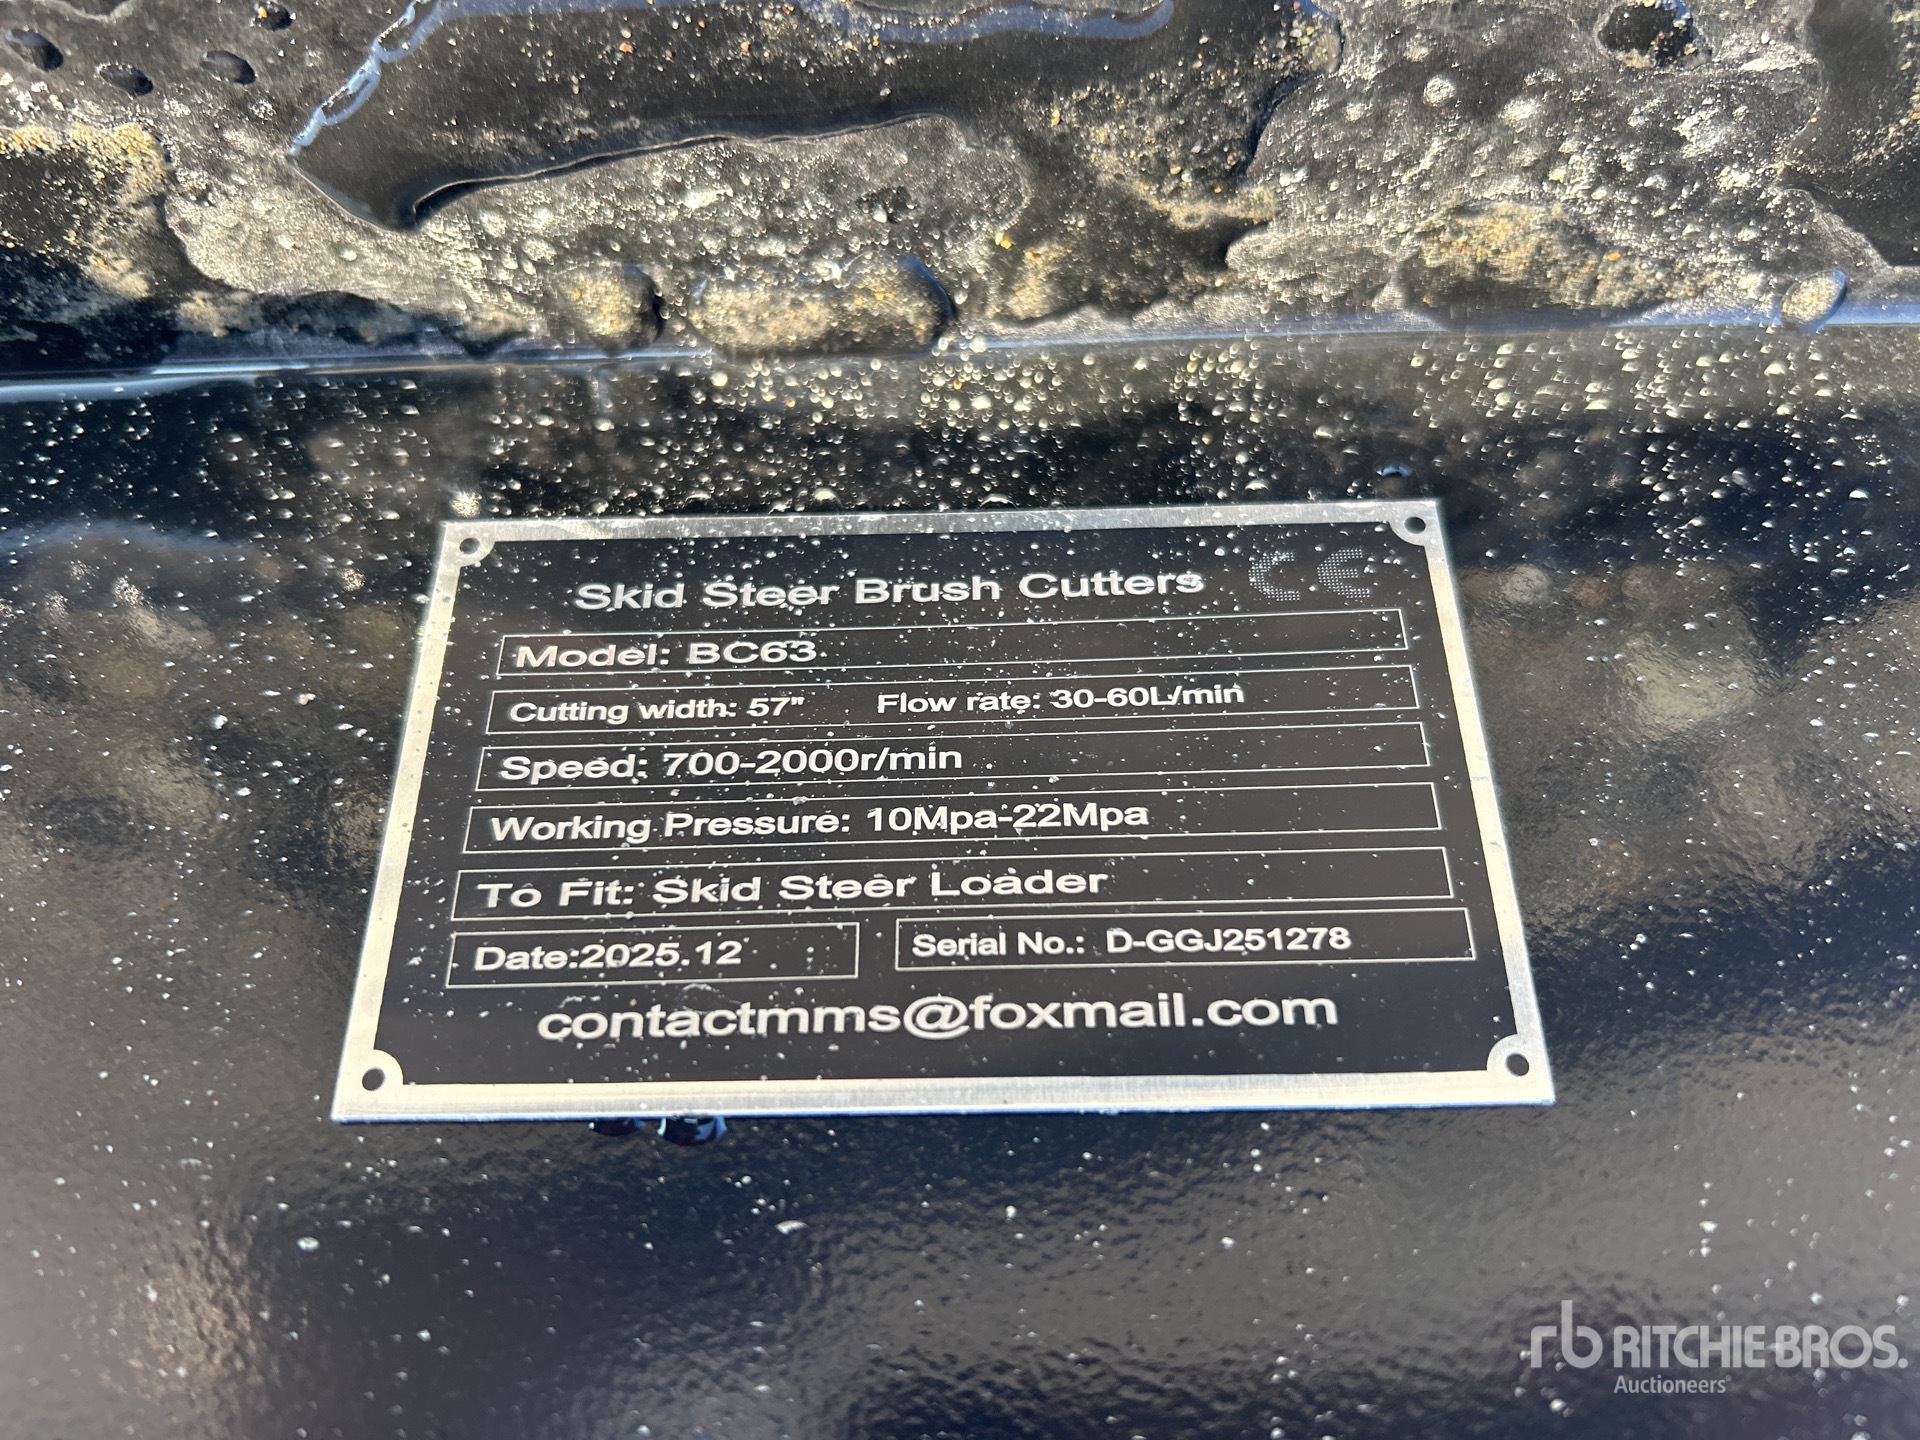 Skid Steer Brush Cutters CE
Model: BC63
Cutting width: 57" Flow rate: 30-60L/min
Speed: 700-2000r/min
Working Pressure: 10Mpa-22Mpa
To Fit: Skid Steer Loader
Date:2025.12 Serial No.: D-GGJ251278
contactmms@foxmail.com
rb RITCHIE BROS.
Auctioneers